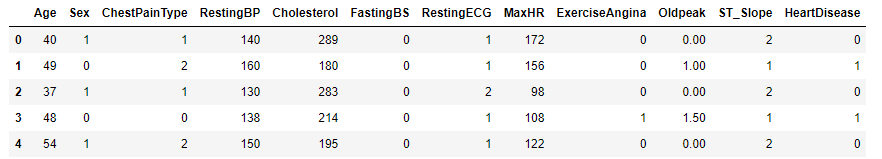 Age Sex ChestPainType RestingBP Cholesterol FastingBS RestingECG MaxHR ExerciseAngina Oldpeak ST_Slope HeartDisease
0 40 1 1 140 289 0 1 172 0 0.00 2 0
1 49 0 2 160 180 0 1 156 0 1.00 1 1
2 37 1 1 130 283 0 2 98 0 0.00 2 0
3 48 0 0 138 214 0 1 108 1 1.50 1 1
4 54 1 2 150 195 0 1 122 0 0.00 2 0